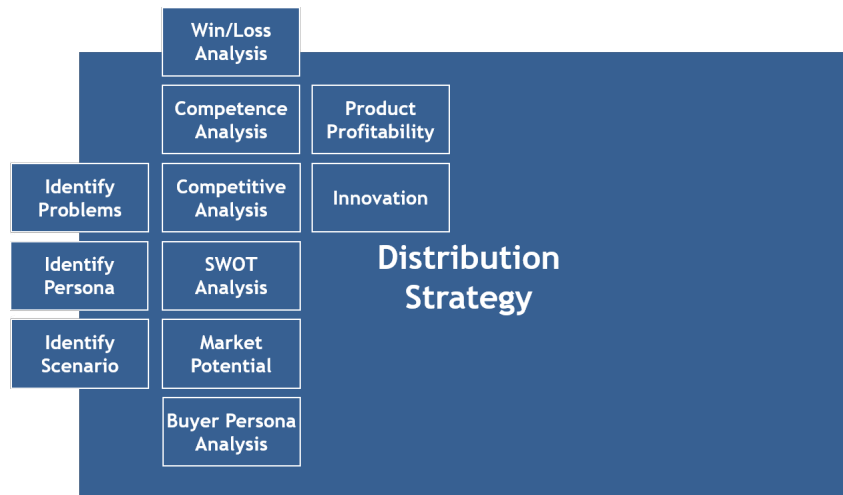 Win/Loss
Analysis
Competence
Analysis
Product
Profitability
Identify
Problems
Competitive
Analysis
Innovation
Identify
Persona
SWOT
Analysis
Distribution
Strategy
Identify
Scenario
Market
Potential
Buyer Persona
Analysis